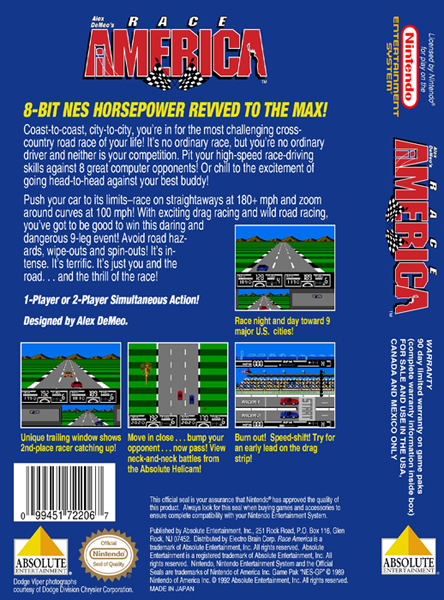 Alex
DeMeo's
RACE
AMERICA
TM
8-BIT NES HORSEPOWER REVVED TO THE MAX!
Coast-to-coast, city-to-city, you're in for the most challenging cross-
country road race of your life! It's no ordinary race, but you're no ordinary
driver and neither is your competition. Pit your high-speed race-driving
skills against 8 great computer opponents! Or chill to the excitement of
going head-to-head against your best buddy!
Push your car to its limits–race on straightaways at 180+ mph and zoom
around curves at 100 mph! With exciting drag racing and wild road racing,
you've got to be good to win this daring and
dangerous 9-leg event! Avoid road haz-
ards, wipe-outs and spin-outs! It's in-
tense. It's terrific. It's just you and the
road. . . and the thrill of the race!
1-Player or 2-Player Simultaneous Action!
Designed by Alex DeMeo.
Race night and day toward 9
major U.S. cities!
Unique trailing window shows
2nd-place racer catching up!
Move in close . . . bump your
opponent . . . now pass! View
neck-and-neck battles from
the Absolute Helicam!
RACER-1
RACER-2
Burn out! Speed-shift! Try for
an early lead on the drag
strip!
0 99451 72206 7
ABSOLUTE
ENTERTAINMENT
Official
Nintendo
Seal of Quality
This official seal is your assurance that Nintendo® has approved the quality of
this product. Always look for this seal when buying games and accessories to
ensure complete compatibility with your Nintendo Entertainment System.
Published by Absolute Entertainment, Inc., 251 Rock Road, P.O. Box 116, Glen
Rock, NJ 07452. Distributed by Electro Brain Corp. Race America is a
trademark of Absolute Entertainment, Inc. All rights reserved. Absolute
Entertainment is a registered trademark of Absolute Entertainment, Inc. All
rights reserved. Nintendo, Nintendo Entertainment System and the Official
Seals are trademarks of Nintendo of America Inc. Game Pak "NES-GP" © 1989
Nintendo of America Inc. © 1992 Absolute Entertainment, Inc. All rights reserved.
MADE IN JAPAN
Dodge Viper photographs
courtesy of Dodge Division Chrysler Corporation.
Licensed by Nintendo®
for play on the
Nintendo
ENTERTAINMENT
SYSTEM®
Alex
DeMeo's
RACE
AMERICA
TM
WARRANTY
90 day limited warranty on game paks
(complete warranty information inside box)
FOR SALE AND USE IN THE USA,
CANADA AND MEXICO ONLY
ABSOLUTE
ENTERTAINMENT